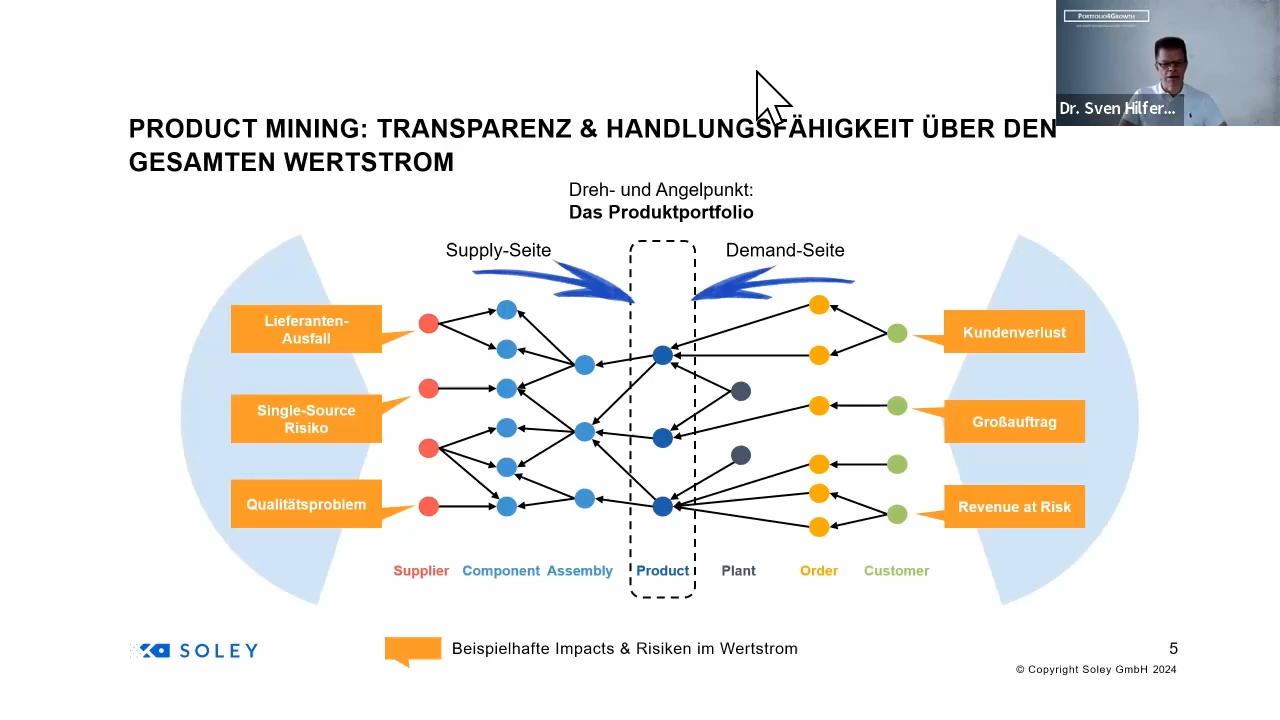 PORTFOLIO4GROWTH
Dr. Sven Hilfer...
PRODUCT MINING: TRANSPARENZ & HANDLUNGSFÄHIGKEIT ÜBER DEN
GESAMTEN WERTSTROM
Dreh- und Angelpunkt:
Das Produktportfolio
Supply-Seite
Demand-Seite
Lieferanten-
Ausfall
Single-Source
Risiko
Qualitätsproblem
Kundenverlust
Großauftrag
Revenue at Risk
Supplier Component Assembly Product Plant Order Customer
SOLEY
Beispielhafte Impacts & Risiken im Wertstrom
5
© Copyright Soley GmbH 2024